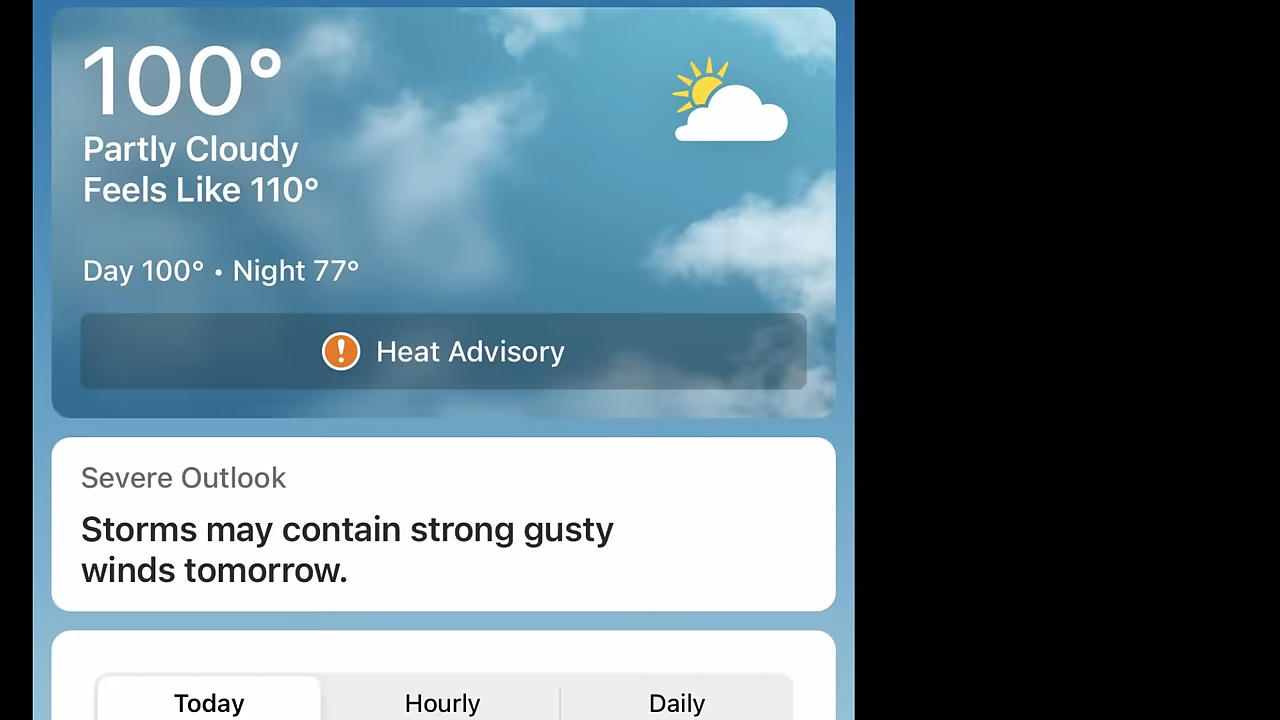 100°
Partly Cloudy
Feels Like 110°
Day 100° • Night 77°
Heat Advisory
Severe Outlook
Storms may contain strong gusty
winds tomorrow.
Today Hourly Daily